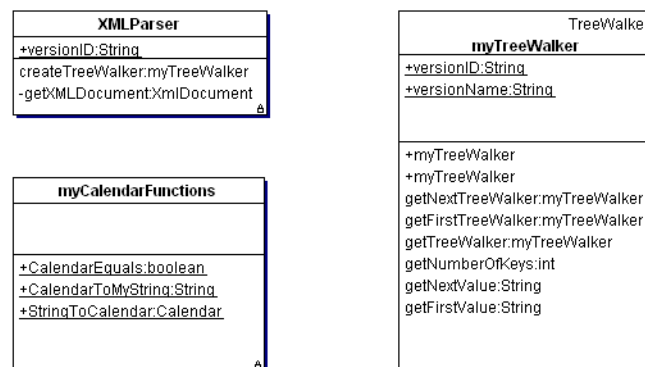 XMLParser
+versionID:String
createTreeWalker:myTreeWalker
-getXMLDocument:XmlDocument
myCalendarFunctions
+CalendarEquals:boolean
+CalendarToMyString:String
+StringToCalendar:Calendar
TreeWalke
myTreeWalker
+versionID:String
+versionName:String
+myTreeWalker
+myTreeWalker
getNextTreeWalker:myTreeWalker
getFirstTreeWalker:myTreeWalker
getTreeWalker:myTreeWalker
getNumberOfKeys:int
getNextValue:String
getFirstValue:String